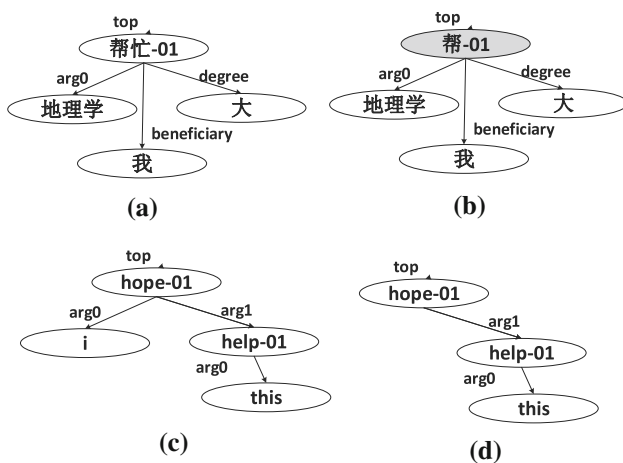 top
帮忙-01
arg0
degree
地理学
大
beneficiary
我
(a)
top
帮-01
arg0
degree
地理学
大
beneficiary
我
(b)
top
hope-01
arg0
arg1
i
help-01
arg0
this
(c)
top
hope-01
arg1
help-01
arg0
this
(d)